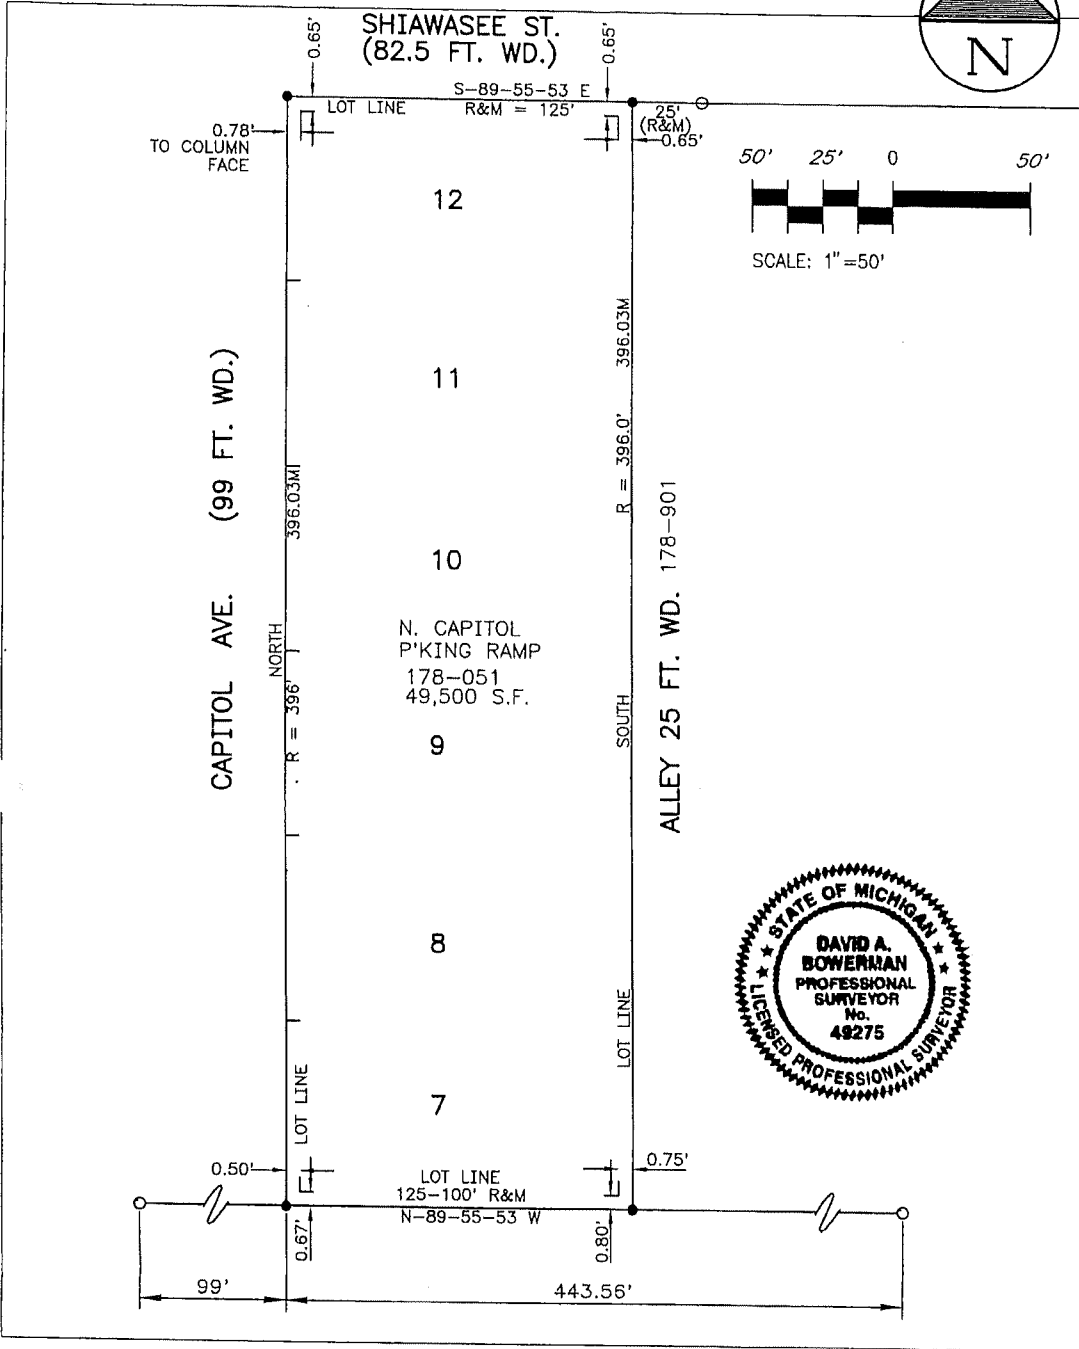 SHIAWASEE ST.
(82.5 FT. WD.)
N
0.65'
0.65'
S-89-55-53 E
LOT LINE R&M = 125'
25'
(R&M)
0.65'
0.78'
TO COLUMN
FACE
50' 25' 0 50'
SCALE: 1"=50'
12
11
10
N. CAPITOL
P'KING RAMP
178-051
49,500 S.F.
9
8
7
CAPITOL AVE. (99 FT. WD.)
R = 396' 396.03M
NORTH
LOT LINE
LOT LINE SOUTH R = 396.0' 396.03M
ALLEY 25 FT. WD. 178-901
STATE OF MICHIGAN
DAVID A.
BOWERMAN
PROFESSIONAL
SURVEYOR
No.
49275
LICENSED PROFESSIONAL SURVEYOR
0.50'
0.75'
LOT LINE
125-100' R&M
N-89-55-53 W
0.67'
0.80'
99'
443.56'